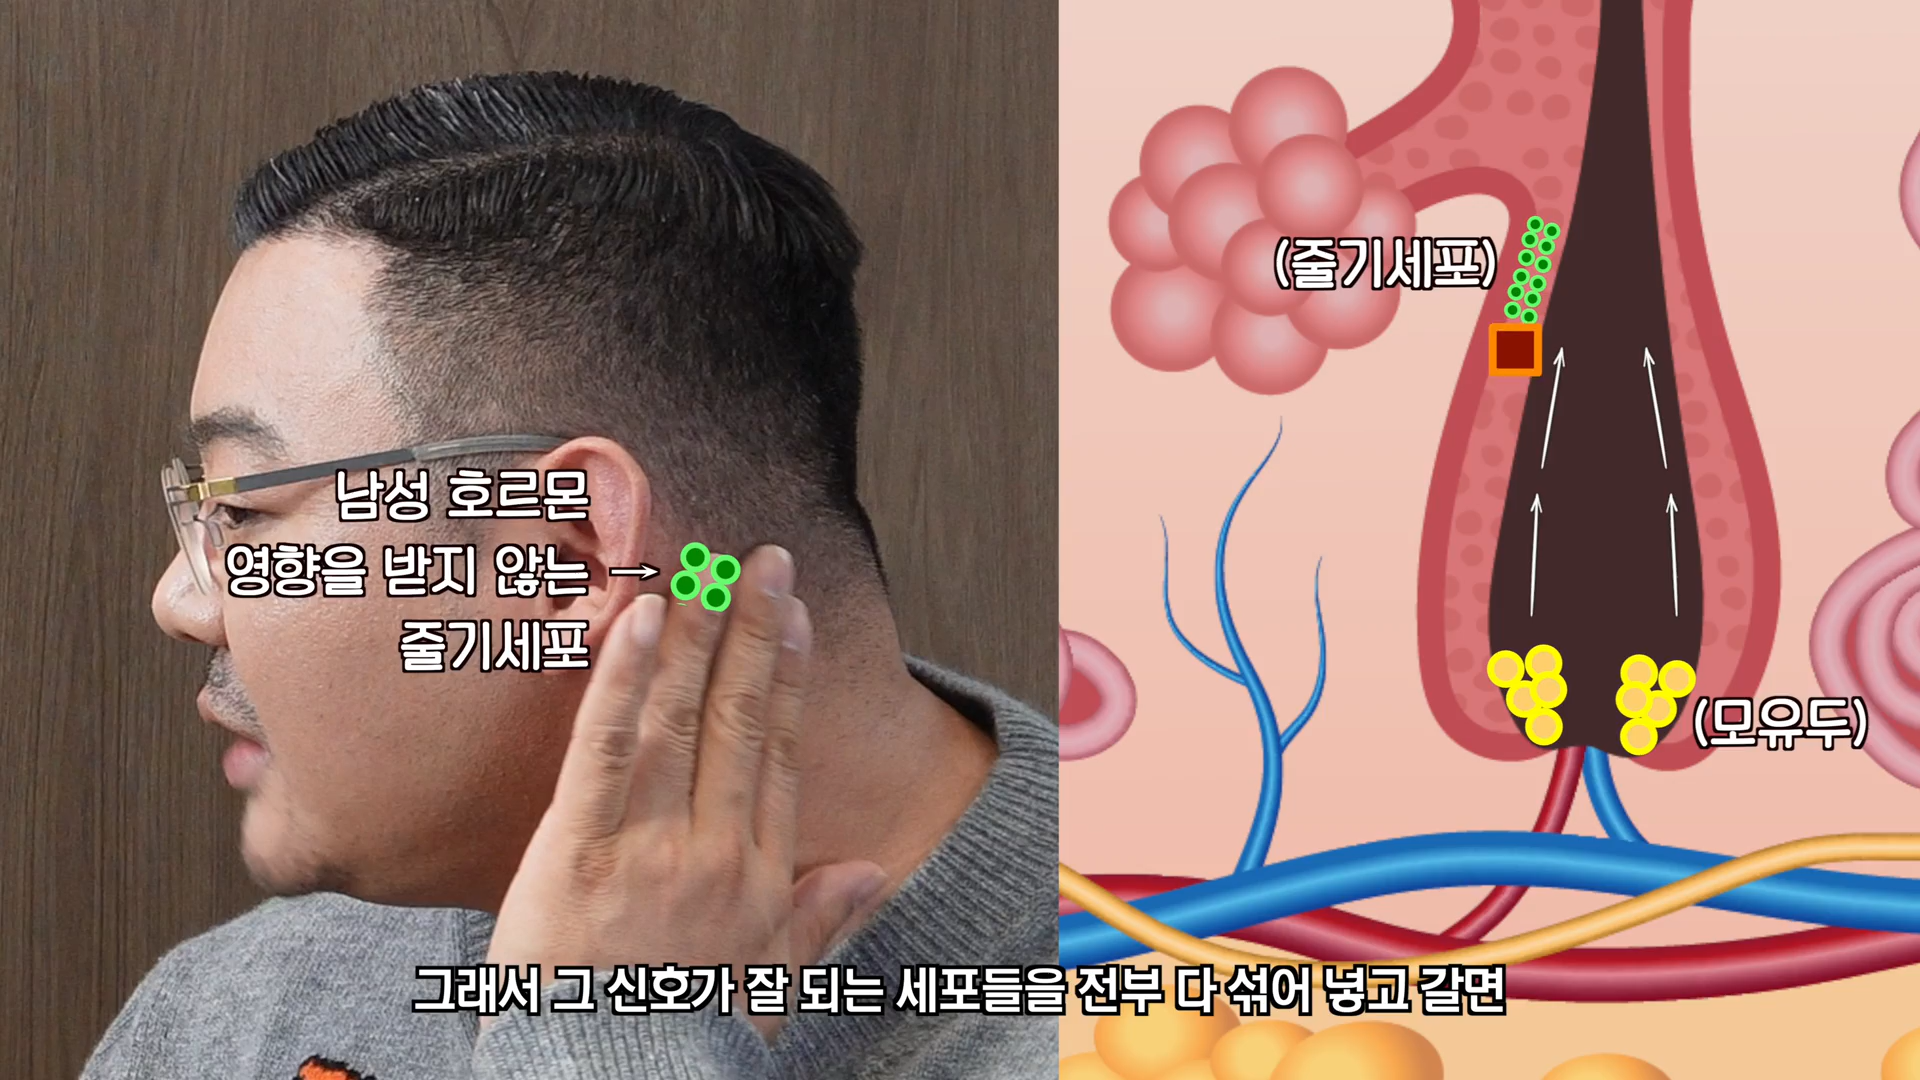 남성 호르몬
영향을 받지 않는 →
줄기세포
(줄기세포)
(모유두)
그래서 그 신호가 잘 되는 세포들을 전부 다 섞어 넣고 갈면